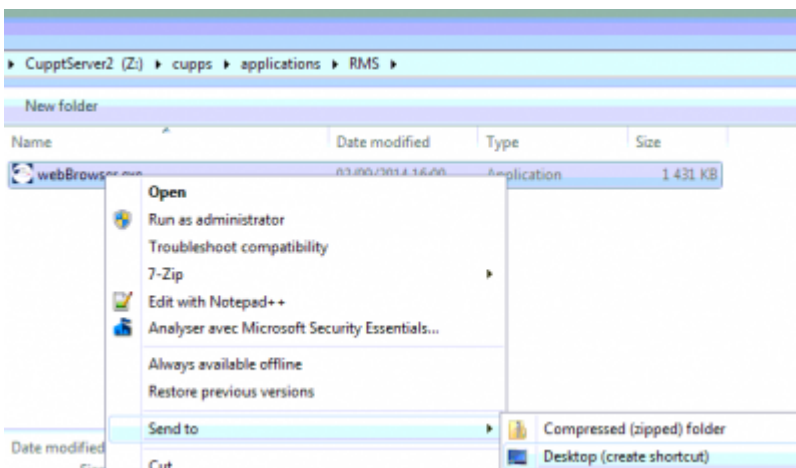 CupptServer2 (Z:) ▸ cupps ▸ applications ▸ RMS ▸
New folder
Name Date modified Type Size
webBrowser.exe 02/09/2014 16:00 Application 1 431 KB
Open
Run as administrator
Troubleshoot compatibility
7-Zip
Edit with Notepad++
Analyser avec Microsoft Security Essentials...
Always available offline
Restore previous versions
Send to
Compressed (zipped) folder
Date modified
Desktop (create shortcut)
Cut